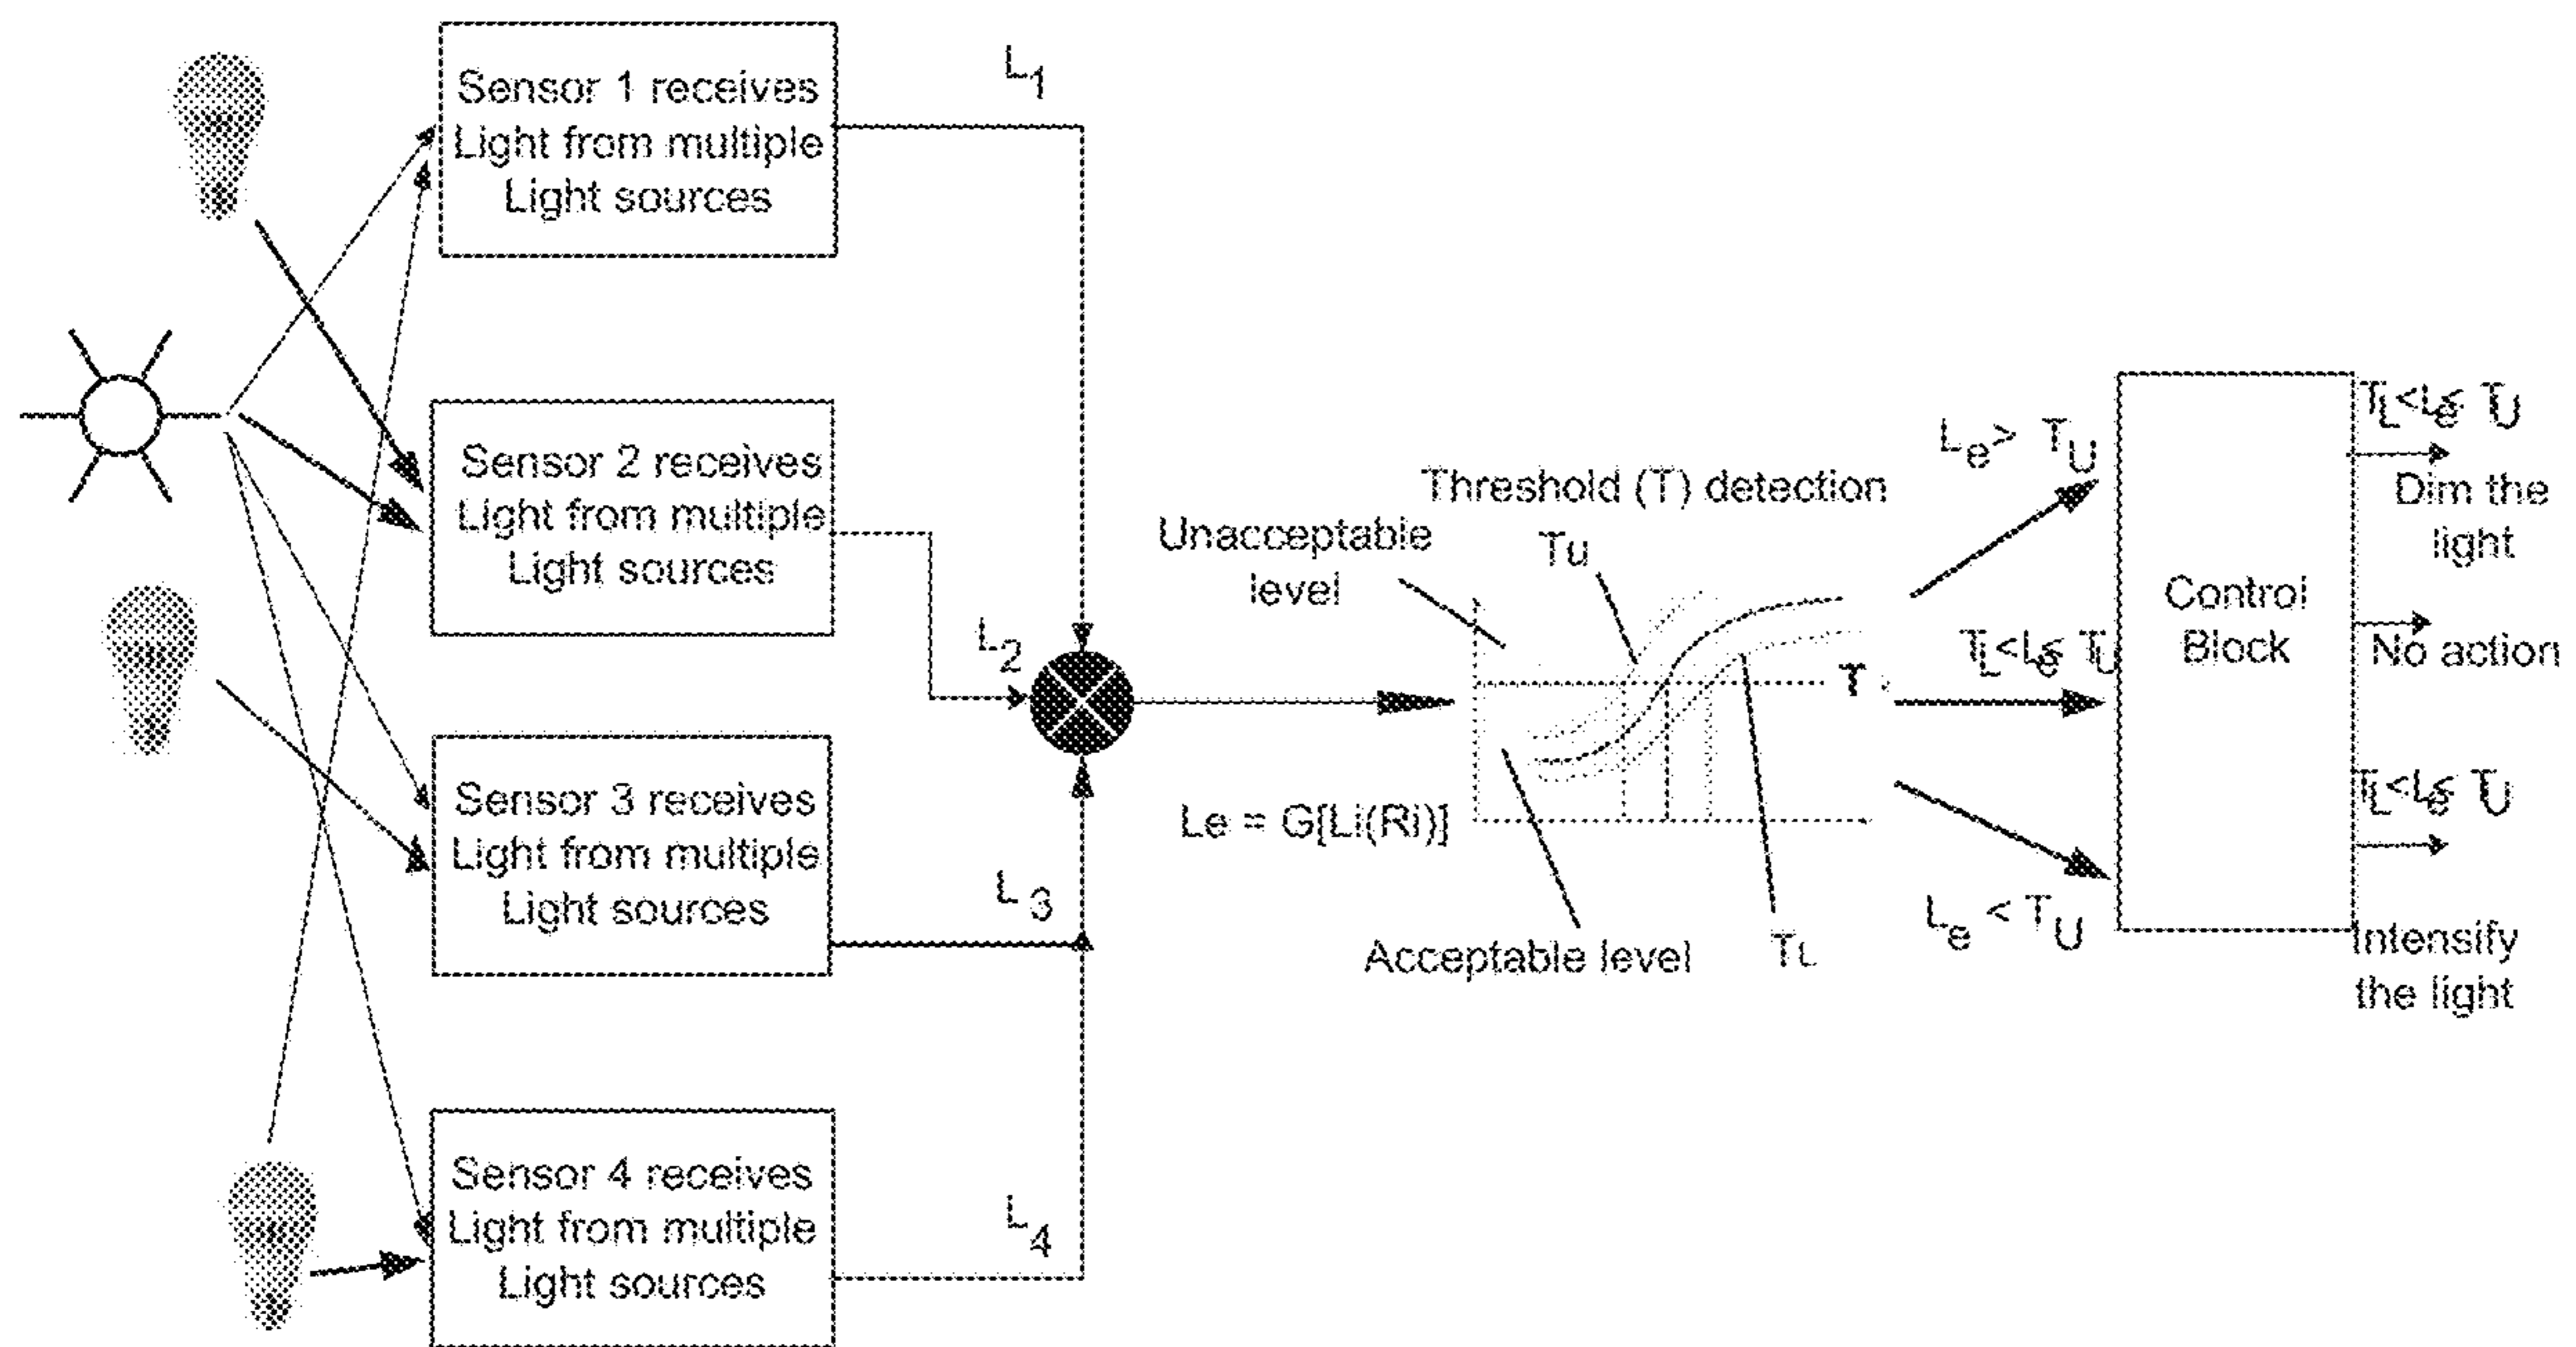 Sensor 1 receives
Light from multiple
Light sources
L1
Sensor 2 receives
Light from multiple
Light sources
L2
Sensor 3 receives
Light from multiple
Light sources
L3
Sensor 4 receives
Light from multiple
Light sources
L4
Threshold (T) detection
Unacceptable
level
Tu
T
Le = G[Li(Ri)]
Acceptable level
TL
Le> TU
TL<Le≤ TU
Le < TU
Control
Block
TL<Le≤ TU
Dim the
light
No action
TL<Le≤ TU
Intensify
the light